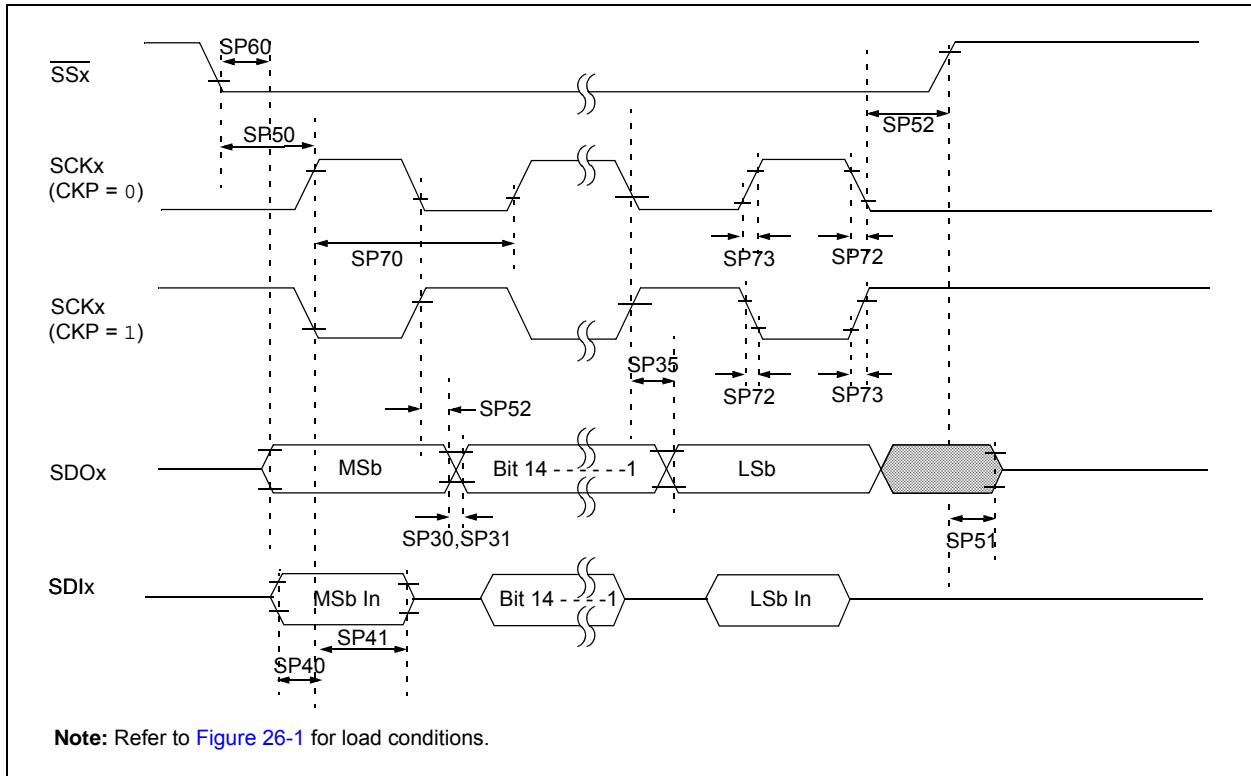 SP60
SSx
SP50
SP52
SCKx
(CKP = 0)
SP70
SP73
SP72
SCKx
(CKP = 1)
SP35
SP72
SP73
SP52
SDOx
MSb
Bit 14 - - - - - -1
LSb
SP30,SP31
SP51
SDIx
MSb In
Bit 14 - - - -1
LSb In
SP41
SP40
Note: Refer to Figure 26-1 for load conditions.